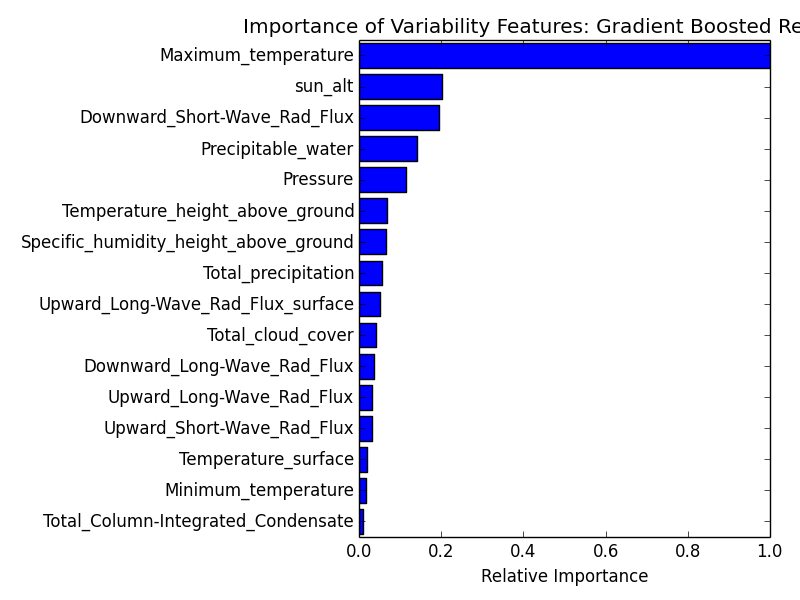 Importance of Variability Features: Gradient Boosted Re
Maximum_temperature
sun_alt
Downward_Short-Wave_Rad_Flux
Precipitable_water
Pressure
Temperature_height_above_ground
Specific_humidity_height_above_ground
Total_precipitation
Upward_Long-Wave_Rad_Flux_surface
Total_cloud_cover
Downward_Long-Wave_Rad_Flux
Upward_Long-Wave_Rad_Flux
Upward_Short-Wave_Rad_Flux
Temperature_surface
Minimum_temperature
Total_Column-Integrated_Condensate
0.0 0.2 0.4 0.6 0.8 1.0
Relative Importance